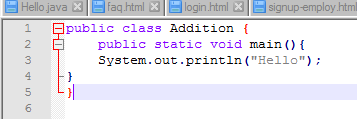 Hello.java faq.html login.html signup-employ.html
1 public class Addition {
2 public static void main(){
3 System.out.println("Hello");
4 }
5 }
6